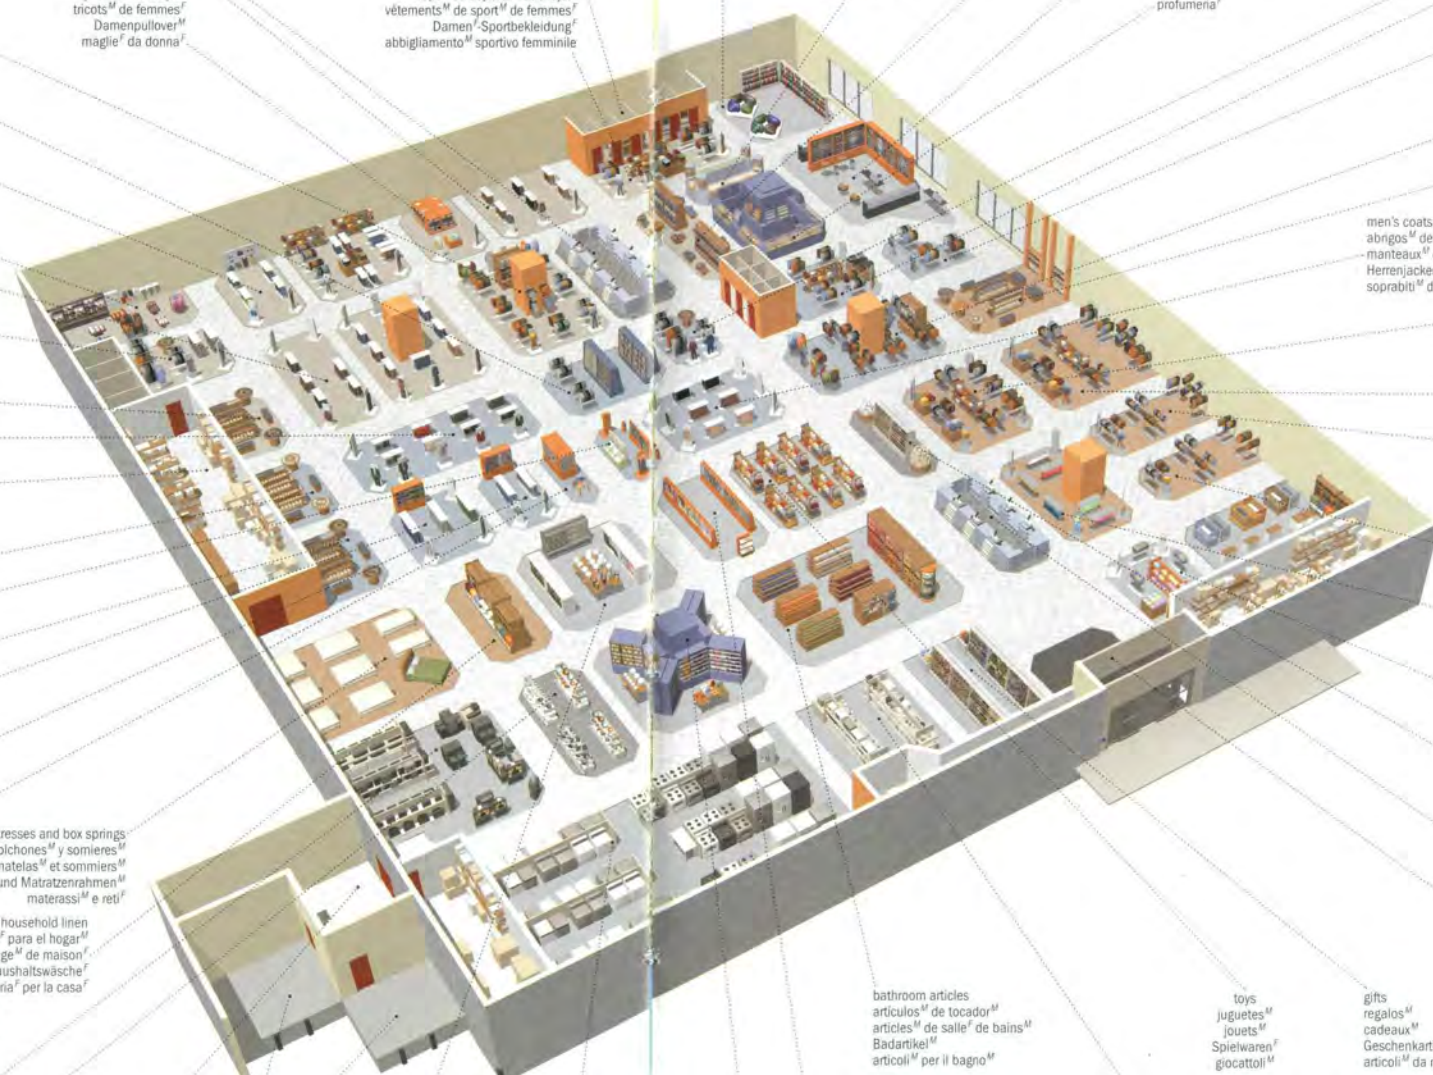 tricots^M de femmes^F
Damenpullover^M
maglie^F da donna^F
vêtements^M de sport^M de femmes^F
Damen^F-Sportbekleidung^F
abbigliamento^M sportivo femminile
profumeria^F
men's coats
abrigos^M de
manteaux^M
Herrenjacke
soprabiti^M d
resses and box springs
olchones^M y somieres^M
natelas^M et sommiers^M
und Matratzenrahmen^M
materassi^M e reti^F
household linen
^F para el hogar^M
ge^M de maison^F
aushaltswäsche^F
ria^F per la casa^F
bathroom articles
artículos^M de tocador^M
articles^M de salle^F de bains^M
Badartikel^M
articoli^M per il bagno^M
toys
juguetes^M
jouets^M
Spielwaren^F
giocattoli^M
gifts
regalos^M
cadeaux^M
Geschenkart
articoli^M da r